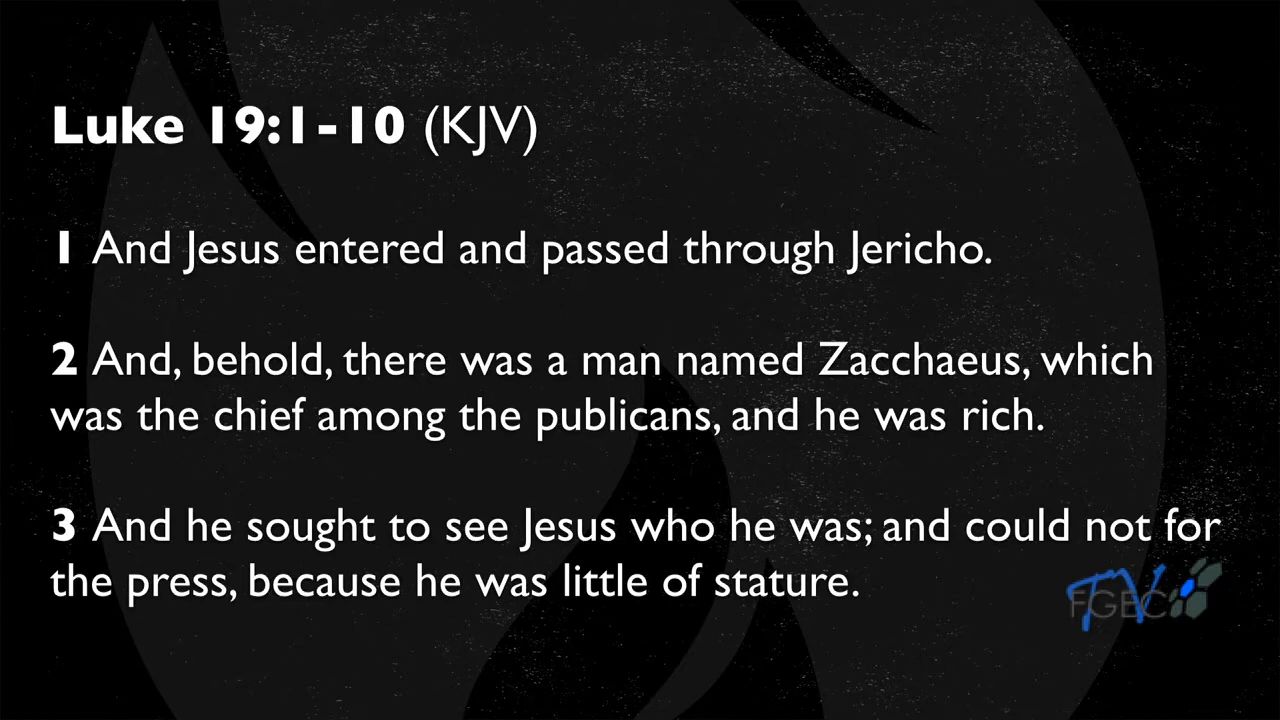 Luke 19:1-10 (KJV)
1 And Jesus entered and passed through Jericho.
2 And, behold, there was a man named Zacchaeus, which
was the chief among the publicans, and he was rich.
3 And he sought to see Jesus who he was; and could not for
the press, because he was little of stature.
FGEC
TV